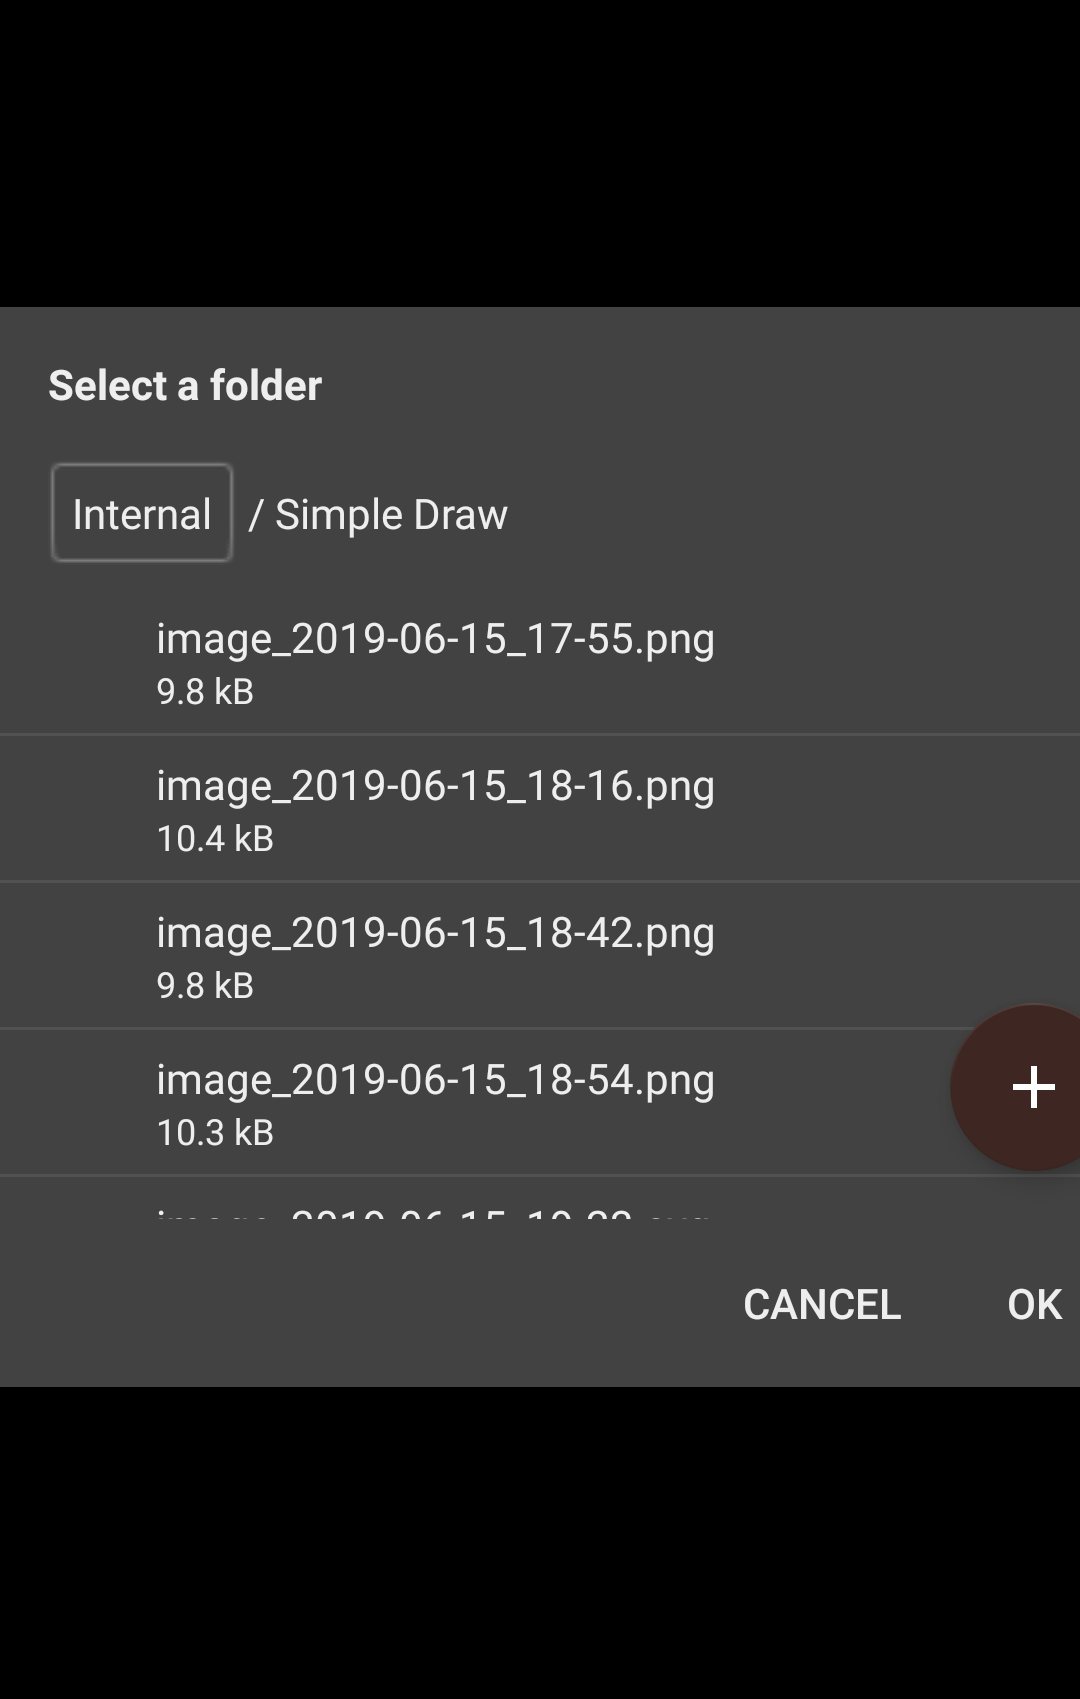 Select a folder
Internal / Simple Draw
image_2019-06-15_17-55.png
9.8 kB
image_2019-06-15_18-16.png
10.4 kB
image_2019-06-15_18-42.png
9.8 kB
image_2019-06-15_18-54.png
10.3 kB
+
CANCEL OK